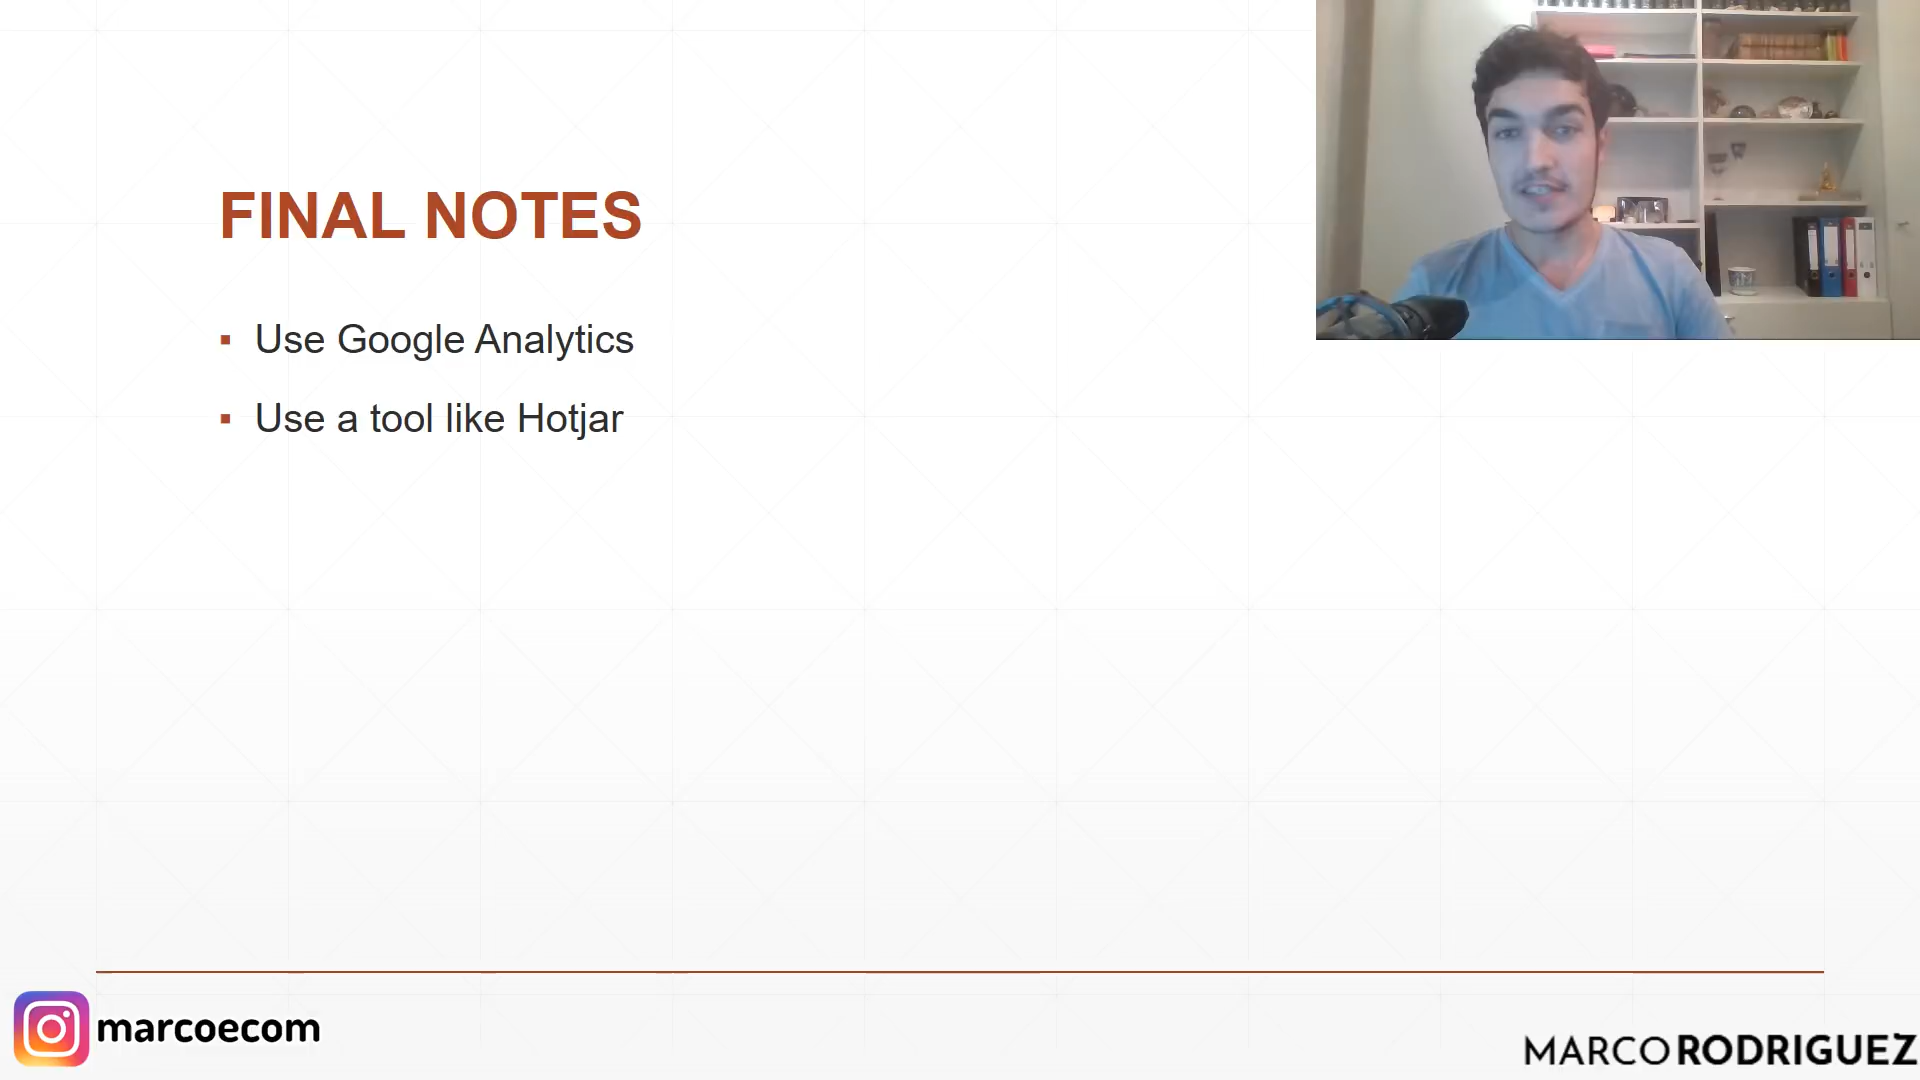 FINAL NOTES
▪ Use Google Analytics
▪ Use a tool like Hotjar
marcoecom
MARCO RODRIGUEZ